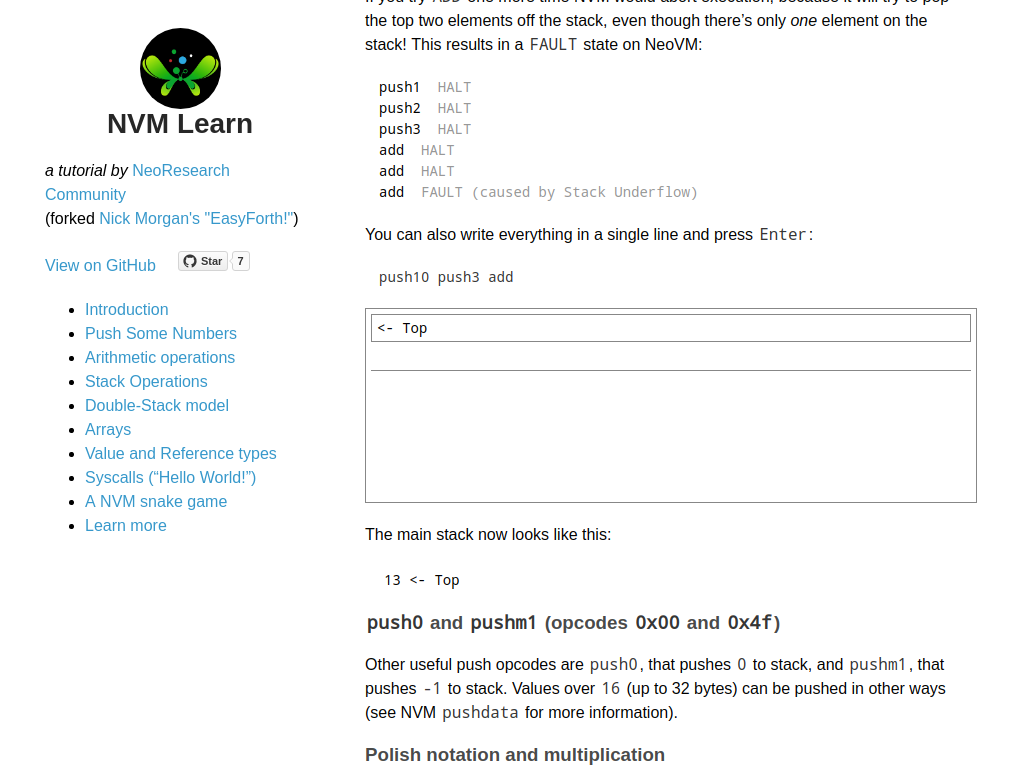 NVM Learn
a tutorial by NeoResearch
Community
(forked Nick Morgan's "EasyForth!")
View on GitHub
Star 7
Introduction
Push Some Numbers
Arithmetic operations
Stack Operations
Double-Stack model
Arrays
Value and Reference types
Syscalls (“Hello World!”)
A NVM snake game
Learn more
the top two elements off the stack, even though there’s only one element on the
stack! This results in a FAULT state on NeoVM:
push1 HALT
push2 HALT
push3 HALT
add HALT
add HALT
add FAULT (caused by Stack Underflow)
You can also write everything in a single line and press Enter:
push10 push3 add
<- Top
The main stack now looks like this:
13 <- Top
push0 and pushm1 (opcodes 0x00 and 0x4f)
Other useful push opcodes are push0, that pushes 0 to stack, and pushm1, that
pushes -1 to stack. Values over 16 (up to 32 bytes) can be pushed in other ways
(see NVM pushdata for more information).
Polish notation and multiplication